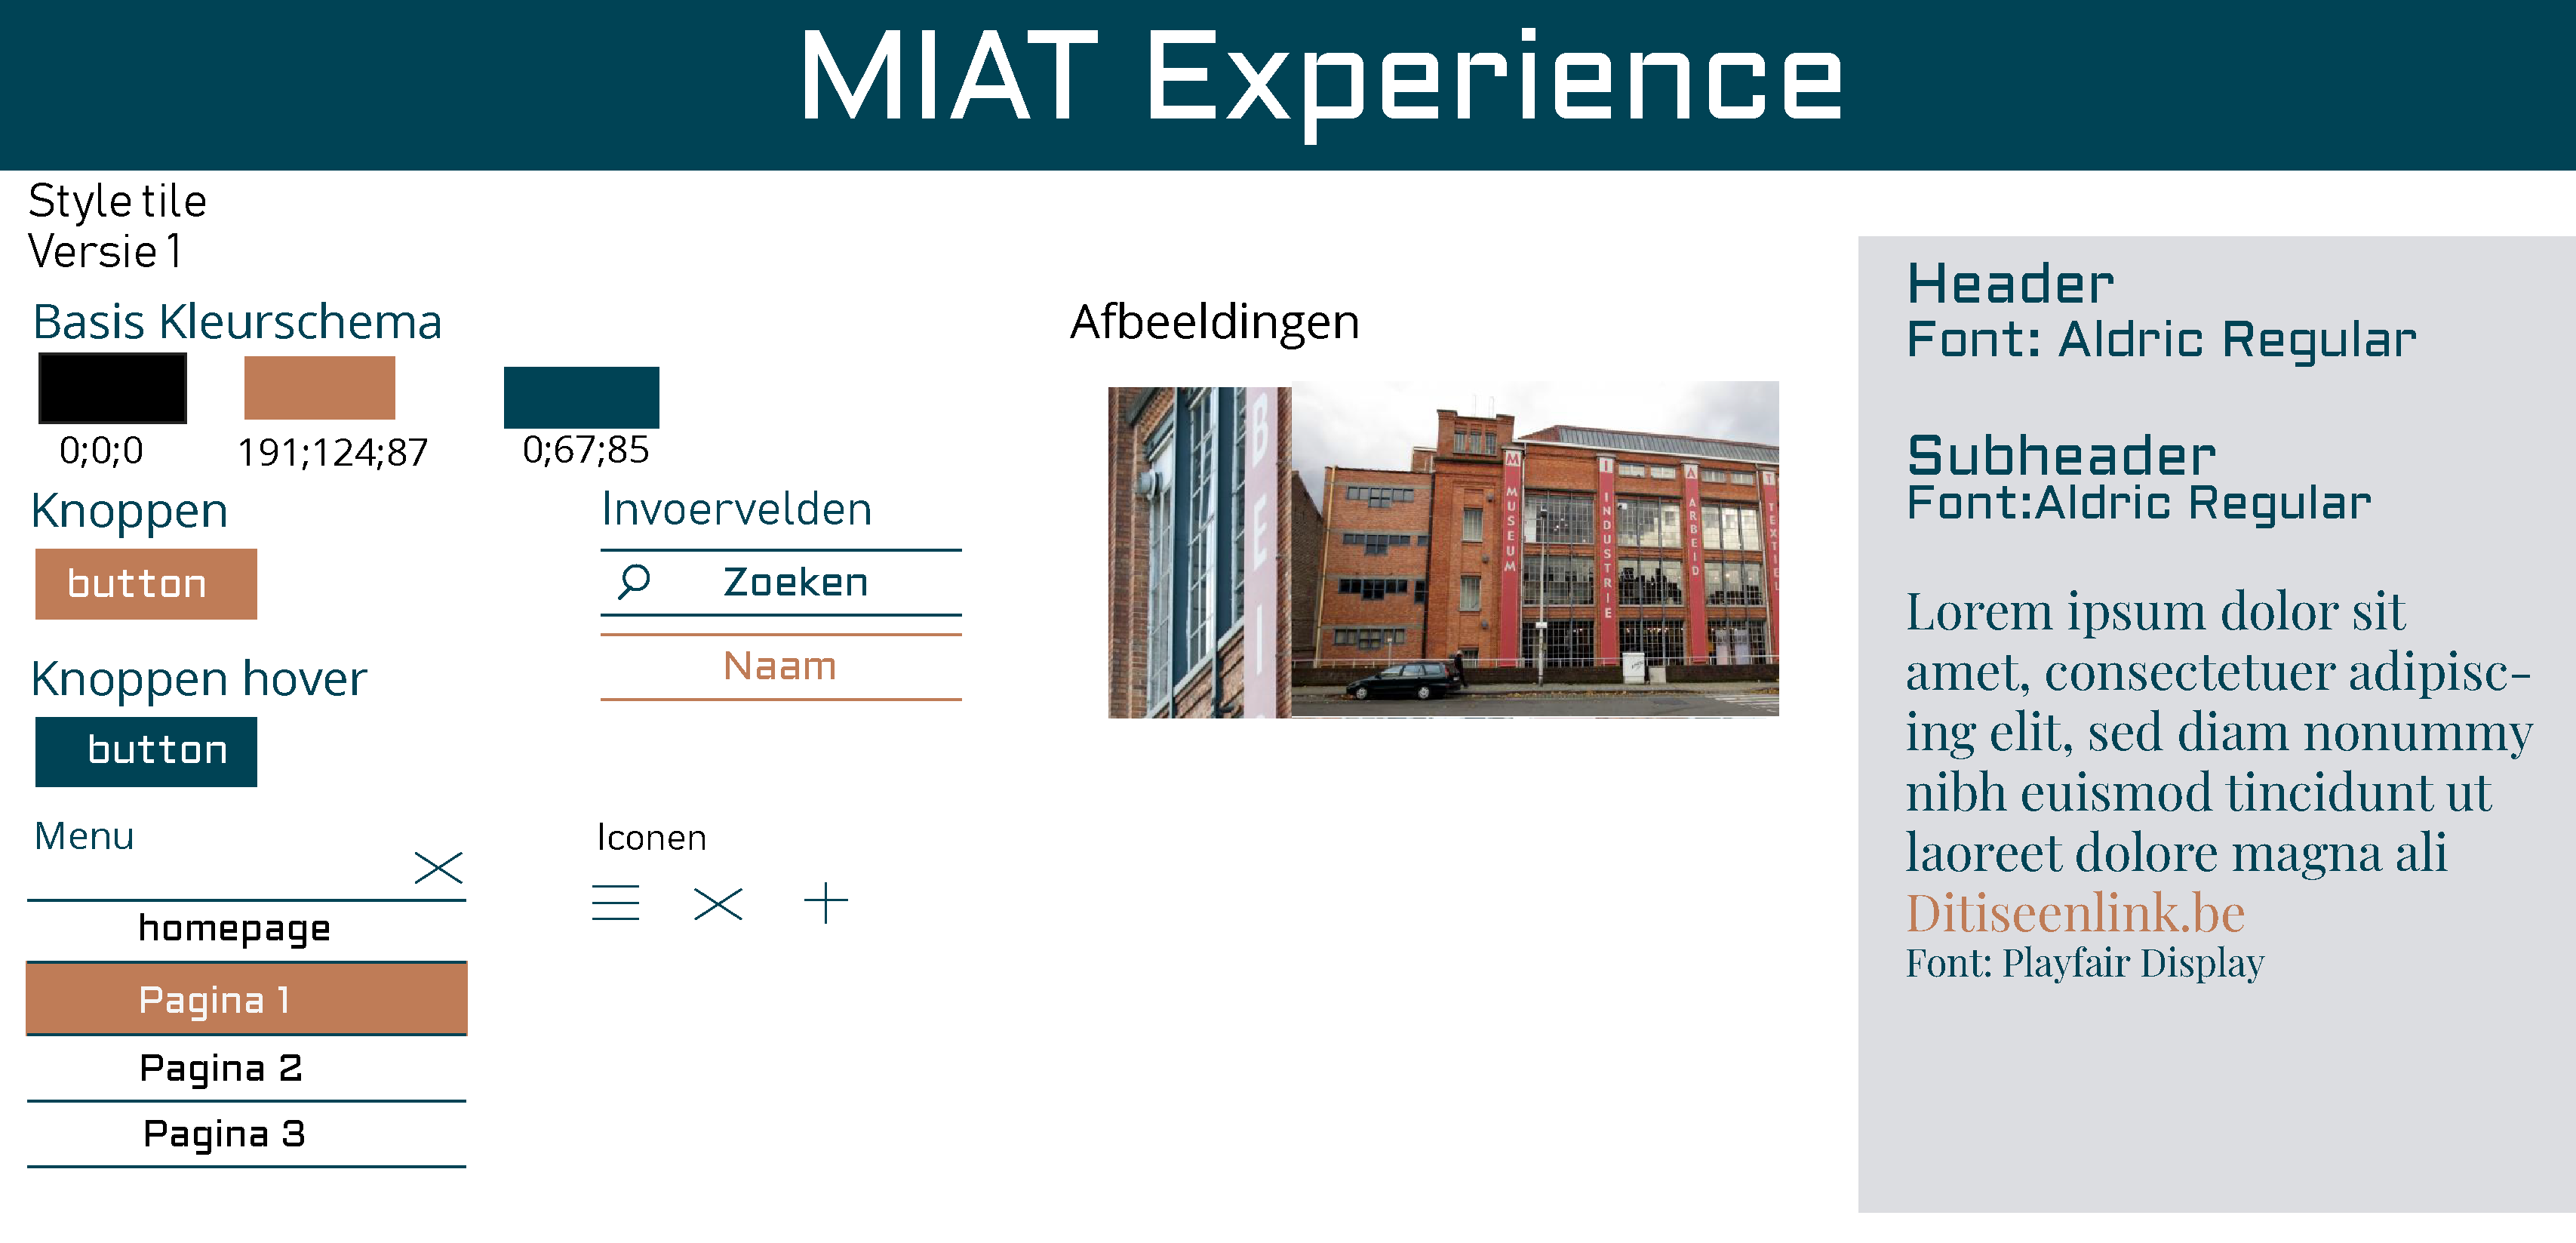 MIAT Experience
Style tile
Versie 1
Basis Kleurschema
0;0;0
191;124;87
0;67;85
Knoppen
button
Knoppen hover
button
Menu
homepage
Pagina 1
Pagina 2
Pagina 3
Invoervelden
Zoeken
Naam
Iconen
Afbeeldingen
BEI
MUSEUM
INDUSTRIE
ARBEID
TEXTIEL
M
I
A
T
Header
Font: Aldric Regular
Subheader
Font:Aldric Regular
Lorem ipsum dolor sit
amet, consectetuer adipisc-
ing elit, sed diam nonummy
nibh euismod tincidunt ut
laoreet dolore magna ali
Ditiseenlink.be
Font: Playfair Display